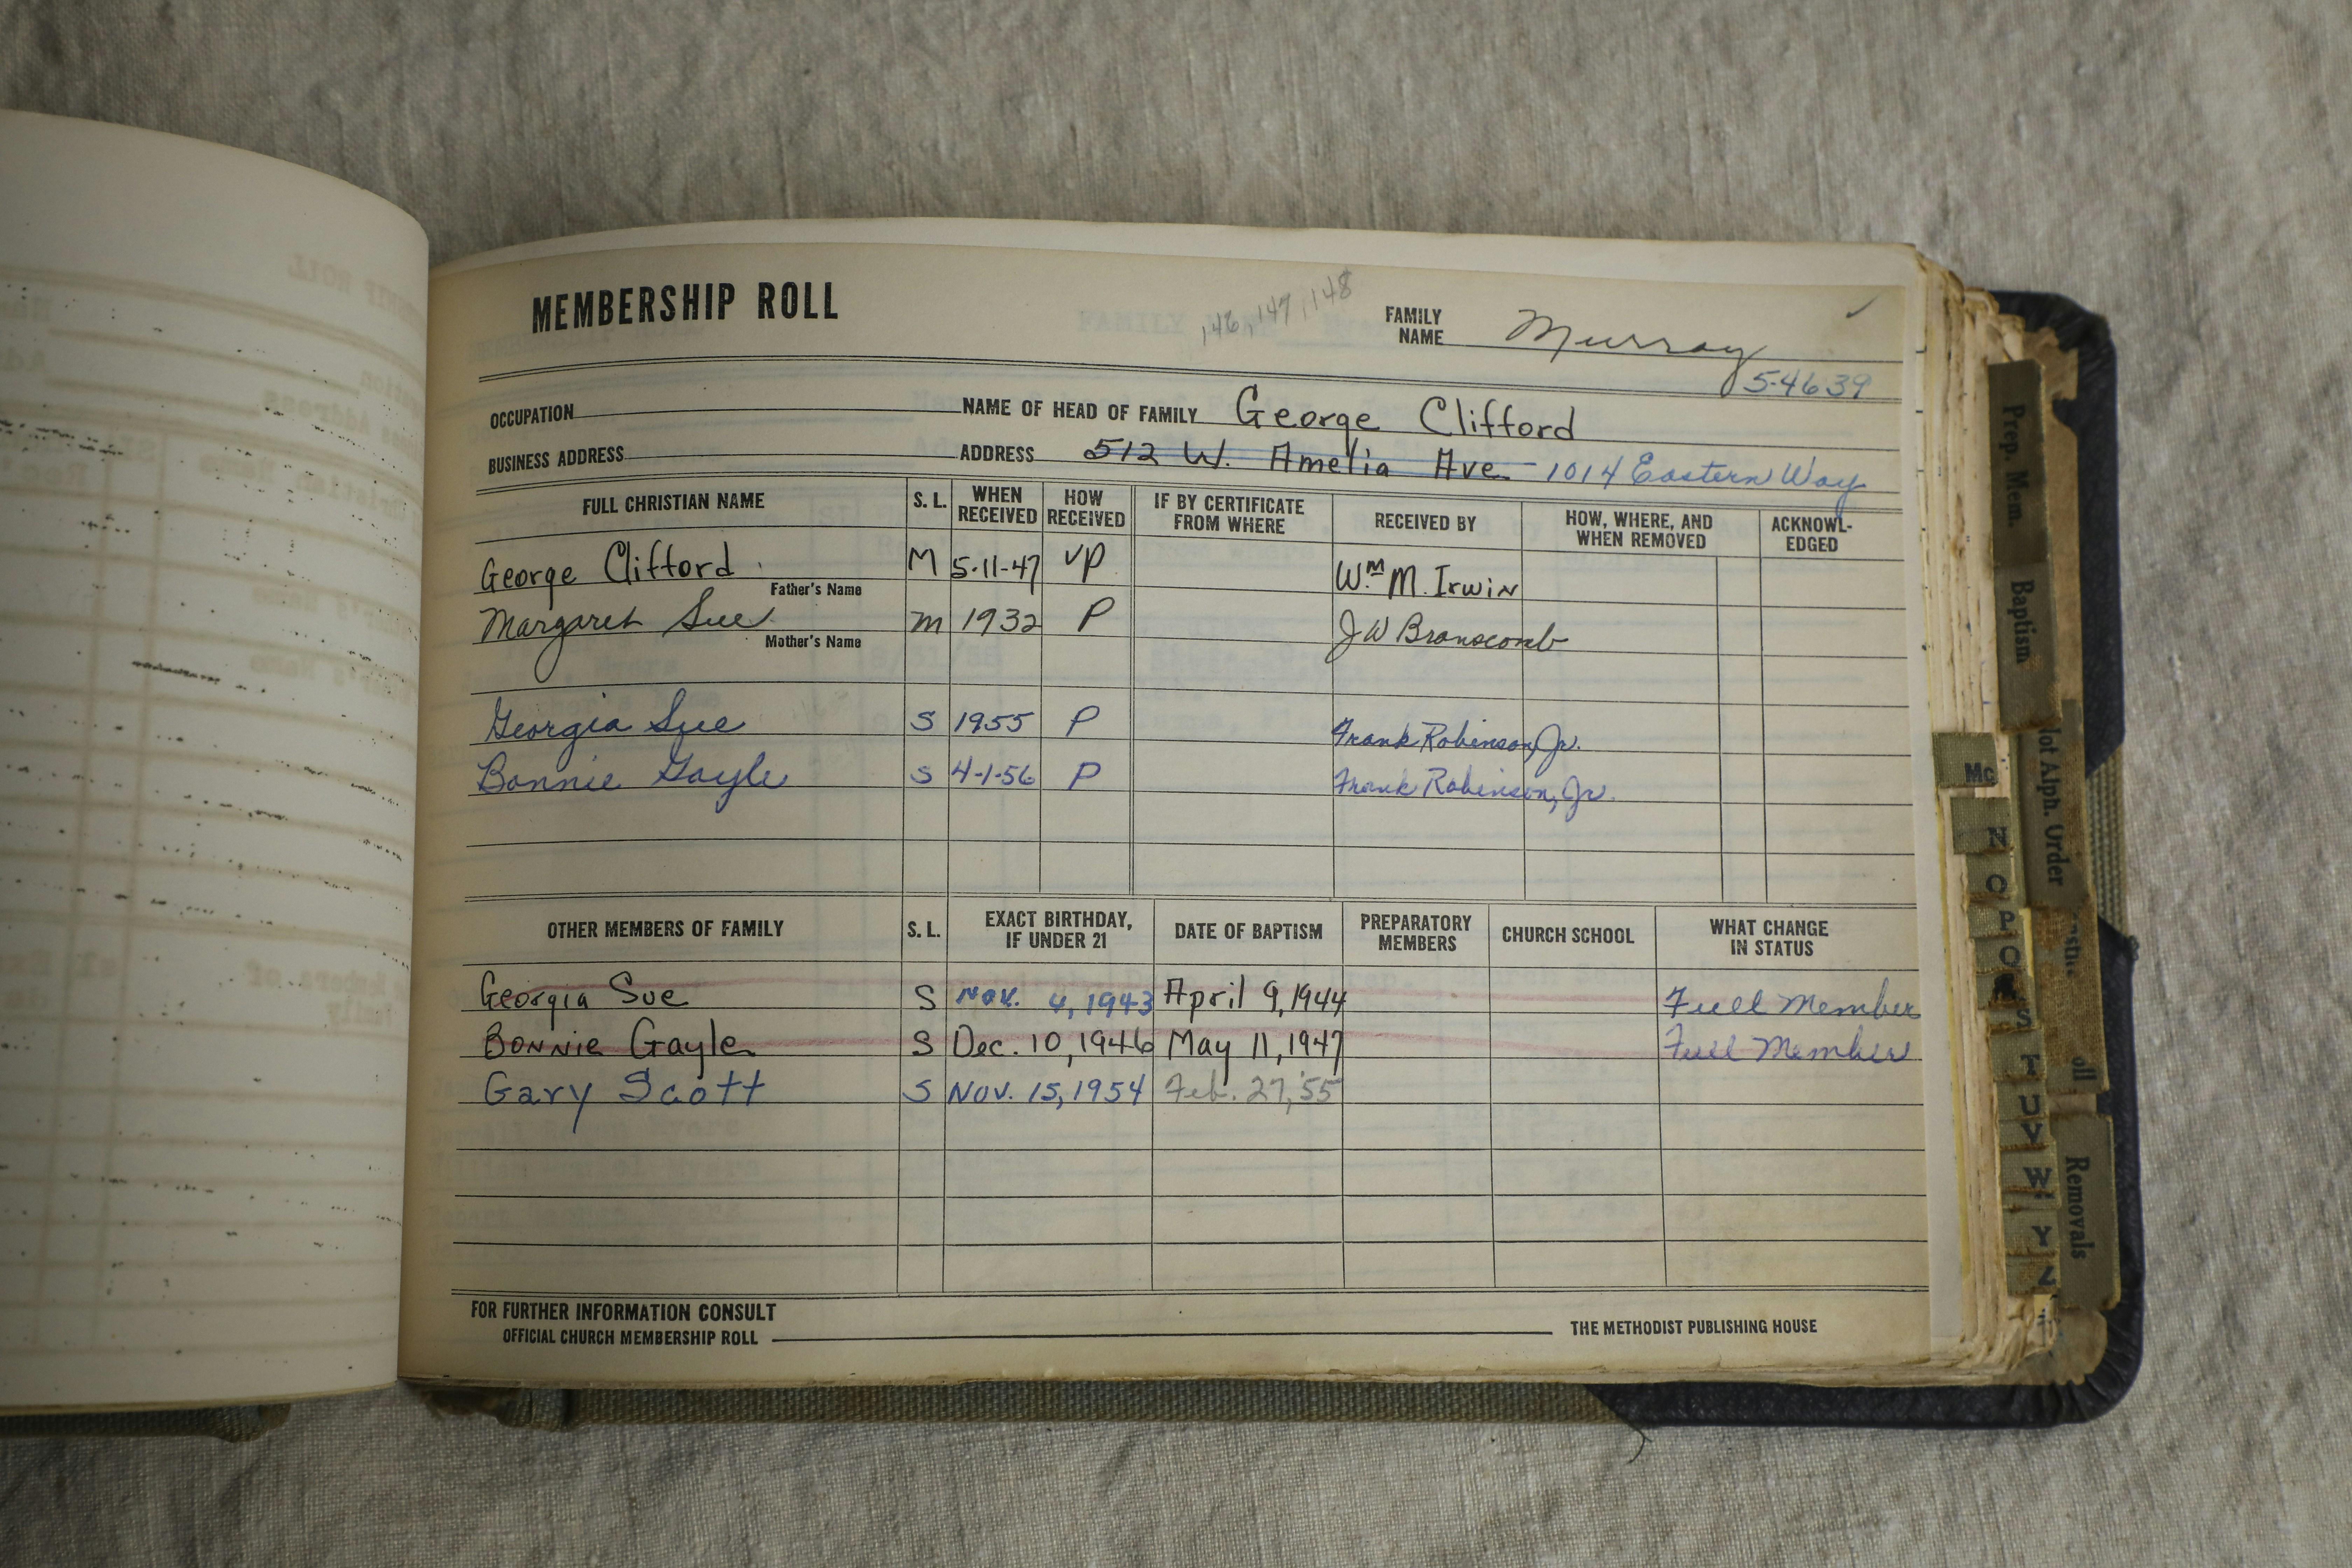 MEMBERSHIP ROLL 146, 147, 148 FAMILY NAME Murray
5-4639
OCCUPATION NAME OF HEAD OF FAMILY George Clifford
BUSINESS ADDRESS ADDRESS 512 W. Amelia Ave. 1014 Eastern Way
FULL CHRISTIAN NAME S. L. WHEN RECEIVED HOW RECEIVED IF BY CERTIFICATE FROM WHERE RECEIVED BY HOW, WHERE, AND WHEN REMOVED ACKNOWL-EDGED
George Clifford M 5-11-47 VP Wm. M. Irwin
Father's Name
Margaret Sue M 1932 P J W Branscomb
Mother's Name
Georgia Sue S 1955 P Frank Robinson, Jr.
Bonnie Gayle S 4-1-56 P Frank Robinson, Jr.
OTHER MEMBERS OF FAMILY S. L. EXACT BIRTHDAY, IF UNDER 21 DATE OF BAPTISM PREPARATORY MEMBERS CHURCH SCHOOL WHAT CHANGE IN STATUS
Georgia Sue S Nov. 4, 1943 April 9, 1944 Full Member
Bonnie Gayle S Dec. 10, 1946 May 11, 1947 Full Member
Gary Scott S Nov. 15, 1954 Feb. 27, '55
FOR FURTHER INFORMATION CONSULT
OFFICIAL CHURCH MEMBERSHIP ROLL THE METHODIST PUBLISHING HOUSE
Prep. Mem.
Baptism
Not Alph. Order
Removals
Mc
N
O
P
Q
S
T
U
V
W
Y
Z